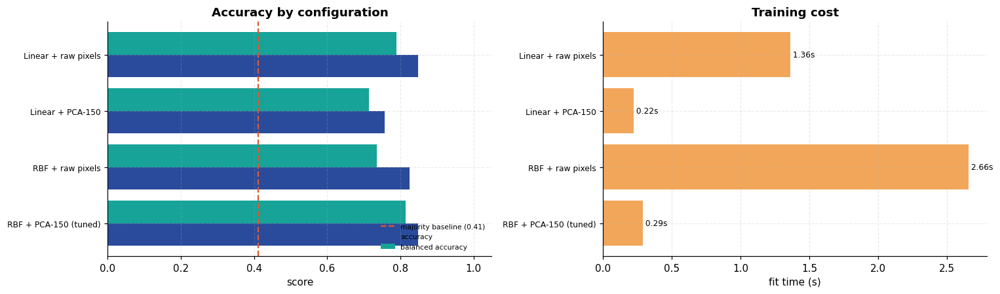 Accuracy by configuration
Linear + raw pixels
Linear + PCA-150
RBF + raw pixels
RBF + PCA-150 (tuned)
majority baseline (0.41)
accuracy
balanced accuracy
0.0 0.2 0.4 0.6 0.8 1.0
score
Training cost
Linear + raw pixels
1.36s
Linear + PCA-150
0.22s
RBF + raw pixels
2.66s
RBF + PCA-150 (tuned)
0.29s
0.0 0.5 1.0 1.5 2.0 2.5
fit time (s)